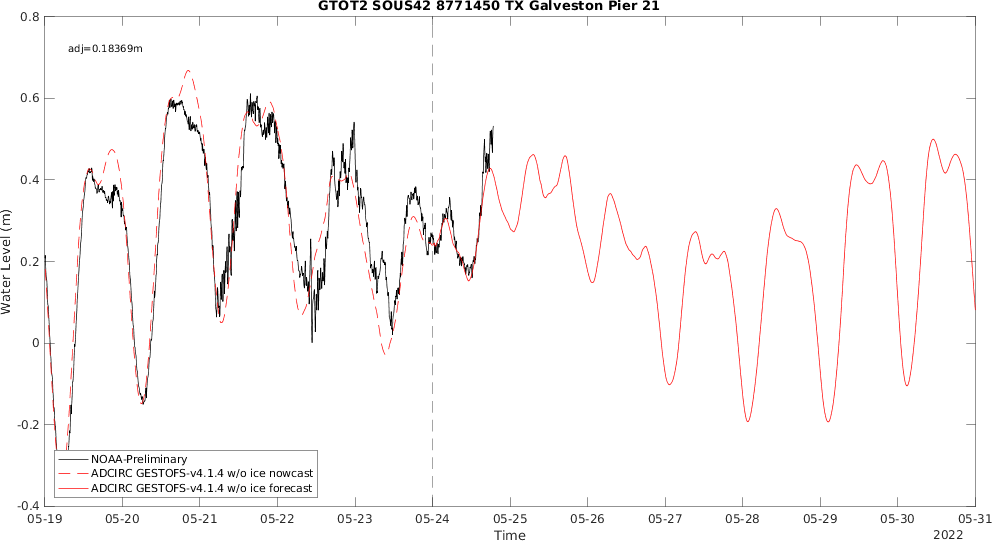 GTOT2 SOUS42 8771450 TX Galveston Pier 21
0.8
adj=0.18369m
0.6
0.4
0.2
0
-0.2
-0.4
Water Level (m)
NOAA-Preliminary
ADCIRC GESTOFS-v4.1.4 w/o ice nowcast
ADCIRC GESTOFS-v4.1.4 w/o ice forecast
05-19 05-20 05-21 05-22 05-23 05-24 05-25 05-26 05-27 05-28 05-29 05-30 05-31
Time
2022